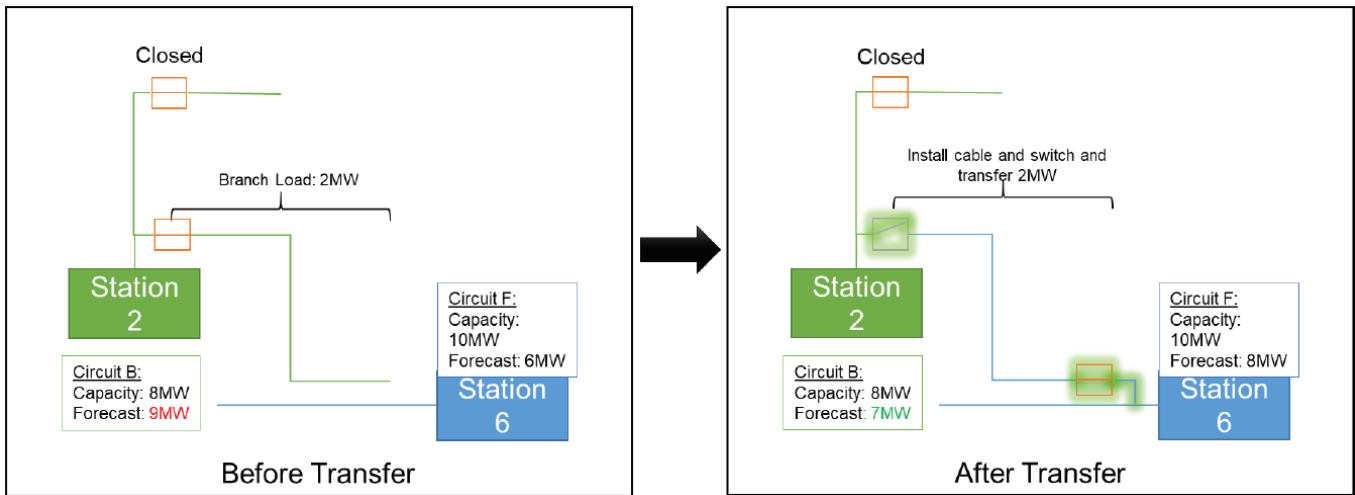 Closed
Branch Load: 2MW
Station
2
Circuit F:
Capacity:
10MW
Forecast: 6MW
Station
6
Circuit B:
Capacity: 8MW
Forecast: 9MW
Before Transfer
Closed
Install cable and switch and
transfer 2MW
Station
2
Circuit F:
Capacity:
10MW
Forecast: 8MW
Station
6
Circuit B:
Capacity: 8MW
Forecast: 7MW
After Transfer